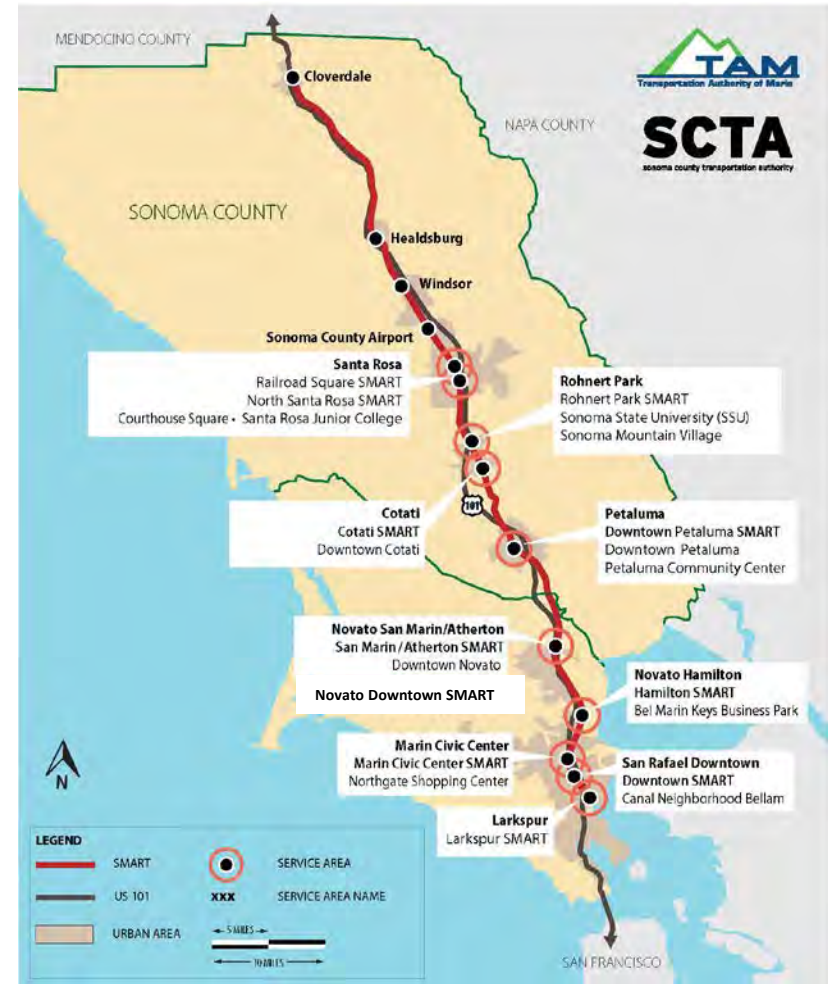 MENDOCINO COUNTY
Cloverdale
TAM
Transportation Authority of Marin
NAPA COUNTY
SCTA
sonoma county transportation authority
SONOMA COUNTY
Healdsburg
Windsor
Sonoma County Airport
Santa Rosa
Railroad Square SMART
North Santa Rosa SMART
Courthouse Square • Santa Rosa Junior College
Rohnert Park
Rohnert Park SMART
Sonoma State University (SSU)
Sonoma Mountain Village
101
Cotati
Cotati SMART
Downtown Cotati
Petaluma
Downtown Petaluma SMART
Downtown Petaluma
Petaluma Community Center
Novato San Marin/Atherton
San Marin / Atherton SMART
Downtown Novato
Novato Downtown SMART
Novato Hamilton
Hamilton SMART
Bel Marin Keys Business Park
Marin Civic Center
Marin Civic Center SMART
Northgate Shopping Center
San Rafael Downtown
Downtown SMART
Canal Neighborhood Bellam
Larkspur
Larkspur SMART
N
LEGEND
SMART
SERVICE AREA
US 101
XXX
SERVICE AREA NAME
URBAN AREA
5 MILES
10 MILES
SAN FRANCISCO